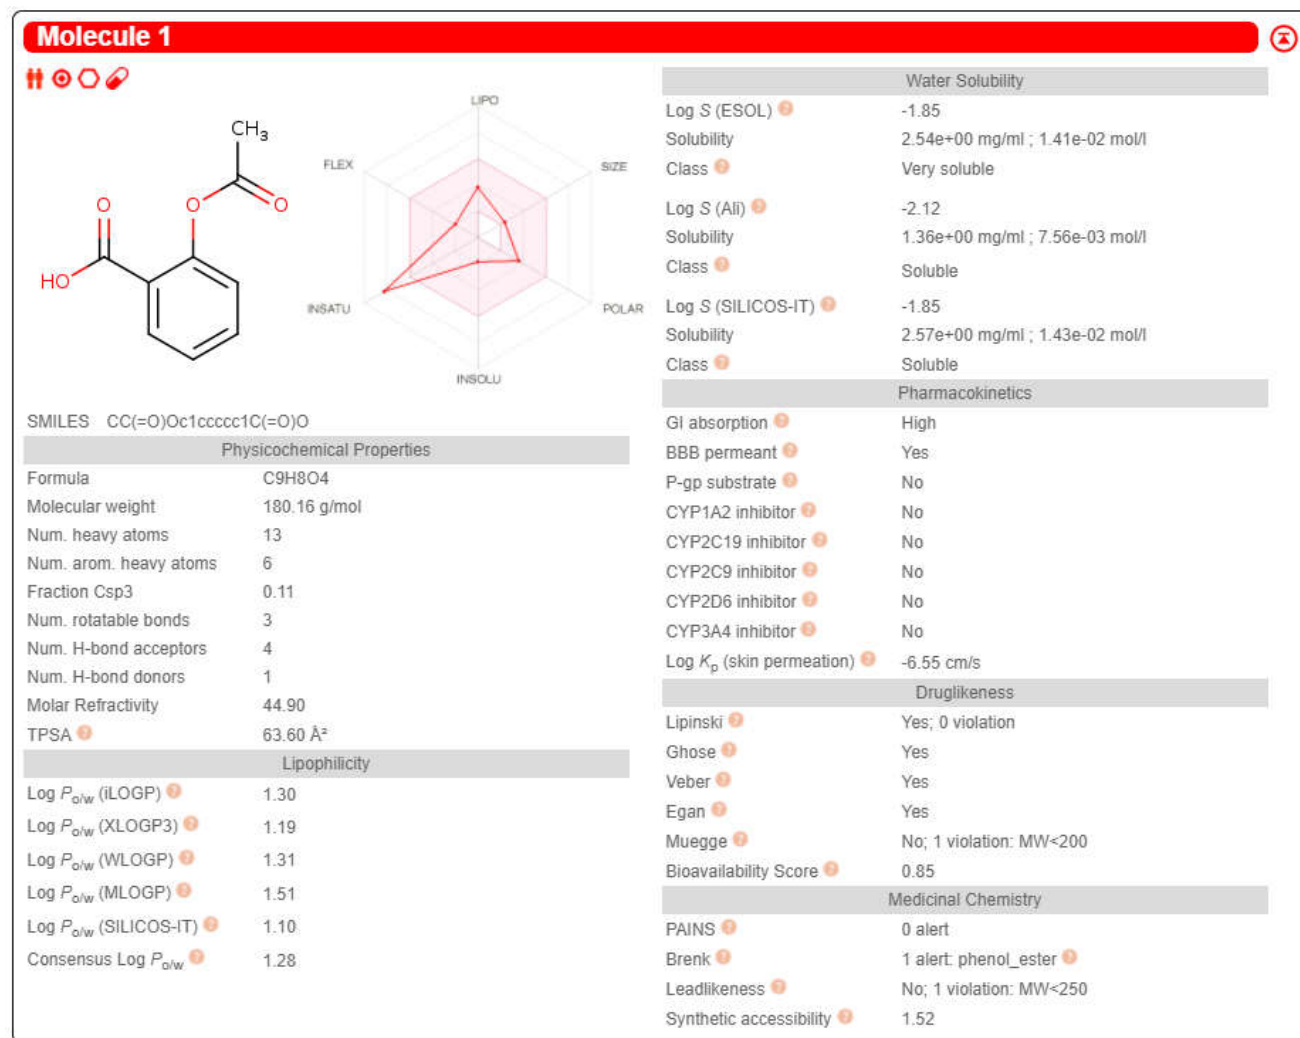 Molecule 1
CH3
O
O
O
HO
LIPO
FLEX
SIZE
INSATU
POLAR
INSOLU
SMILES CC(=O)Oc1ccccc1C(=O)O
Physicochemical Properties
Formula C9H8O4
Molecular weight 180.16 g/mol
Num. heavy atoms 13
Num. arom. heavy atoms 6
Fraction Csp3 0.11
Num. rotatable bonds 3
Num. H-bond acceptors 4
Num. H-bond donors 1
Molar Refractivity 44.90
TPSA ? 63.60 Å²
Lipophilicity
Log Po/w (iLOGP) ? 1.30
Log Po/w (XLOGP3) ? 1.19
Log Po/w (WLOGP) ? 1.31
Log Po/w (MLOGP) ? 1.51
Log Po/w (SILICOS-IT) ? 1.10
Consensus Log Po/w ? 1.28
Water Solubility
Log S (ESOL) ? -1.85
Solubility 2.54e+00 mg/ml ; 1.41e-02 mol/l
Class ? Very soluble
Log S (Ali) ? -2.12
Solubility 1.36e+00 mg/ml ; 7.56e-03 mol/l
Class ? Soluble
Log S (SILICOS-IT) ? -1.85
Solubility 2.57e+00 mg/ml ; 1.43e-02 mol/l
Class ? Soluble
Pharmacokinetics
GI absorption ? High
BBB permeant ? Yes
P-gp substrate ? No
CYP1A2 inhibitor ? No
CYP2C19 inhibitor ? No
CYP2C9 inhibitor ? No
CYP2D6 inhibitor ? No
CYP3A4 inhibitor ? No
Log Kp (skin permeation) ? -6.55 cm/s
Druglikeness
Lipinski ? Yes; 0 violation
Ghose ? Yes
Veber ? Yes
Egan ? Yes
Muegge ? No; 1 violation: MW<200
Bioavailability Score ? 0.85
Medicinal Chemistry
PAINS ? 0 alert
Brenk ? 1 alert: phenol_ester ?
Leadlikeness ? No; 1 violation: MW<250
Synthetic accessibility ? 1.52